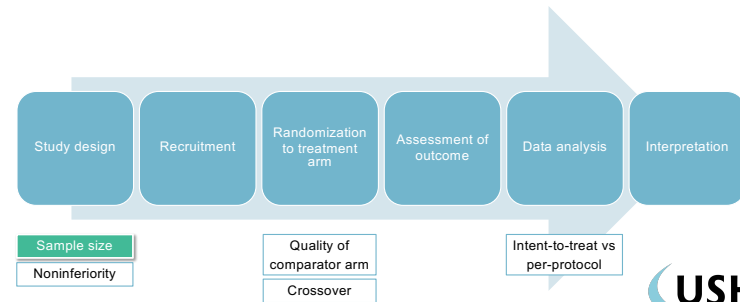 Study design
Recruitment
Randomization
to treatment
arm
Assessment of
outcome
Data analysis
Interpretation
Sample size
Noninferiority
Quality of
comparator arm
Crossover
Intent-to-treat vs
per-protocol